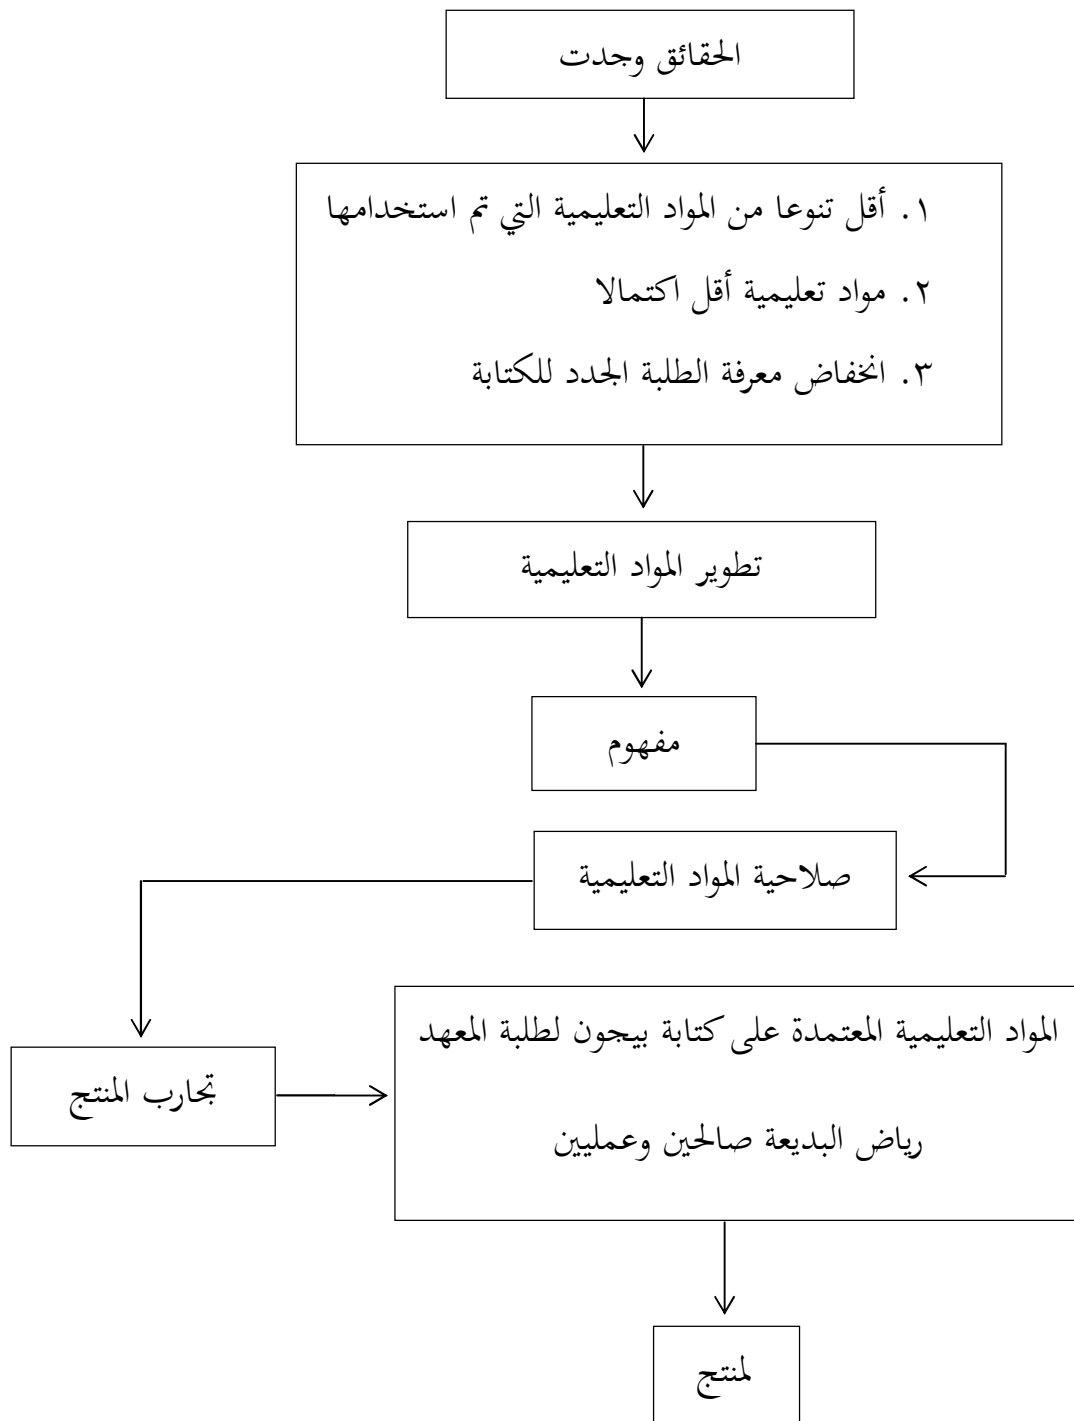 الحقائق وجدت
١. أقل تنوعا من المواد التعليمية التي تم استخدامها
٢. مواد تعليمية أقل اكتمالا
٣. انخفاض معرفة الطلبة الجدد للكتابة
تطوير المواد التعليمية
مفهوم
صلاحية المواد التعليمية
تجارب المنتج
المواد التعليمية المعتمدة على كتابة بيجون لطلبة المعهد
رياض البديعة صالحين وعمليين
لمنتج